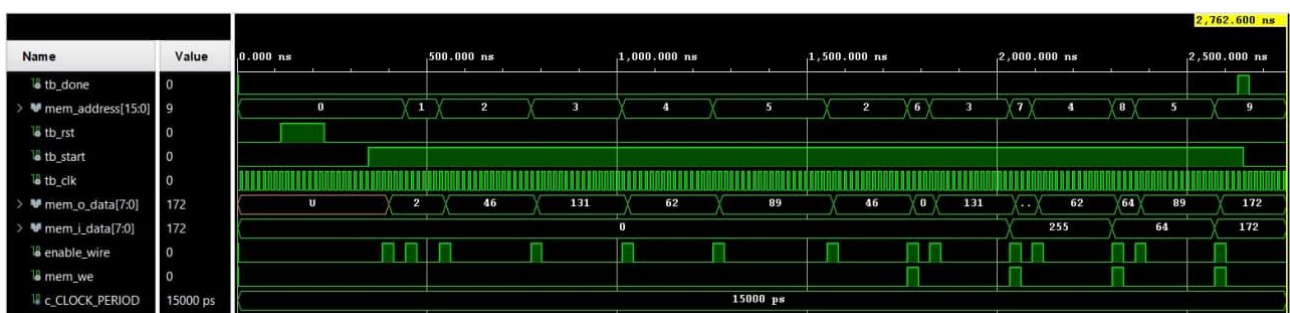 2,762.600 ns
Name Value 0.000 ns 500.000 ns 1,000.000 ns 1,500.000 ns 2,000.000 ns 2,500.000 ns
tb_done 0
mem_address[15:0] 9 0 1 2 3 4 5 2 6 3 7 4 8 5 9
tb_rst 0
tb_start 0
tb_clk 0
mem_o_data[7:0] 172 U 2 46 131 62 89 46 0 131 .. 62 64 89 172
mem_i_data[7:0] 172 0 255 64 172
enable_wire 0
mem_we 0
c_CLOCK_PERIOD 15000 ps 15000 ps